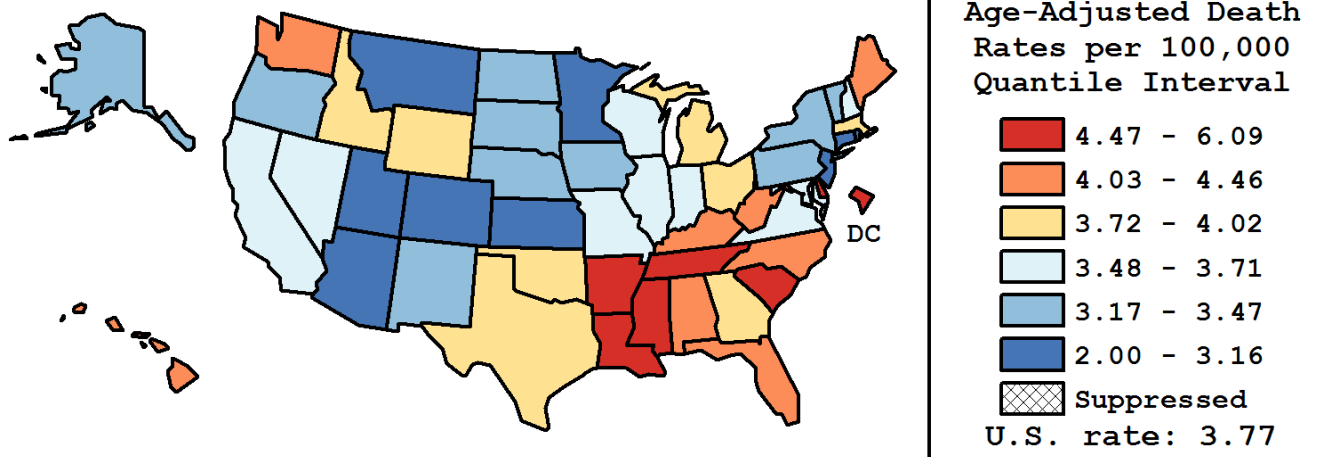 DC
Age-Adjusted Death
Rates per 100,000
Quantile Interval
4.47 - 6.09
4.03 - 4.46
3.72 - 4.02
3.48 - 3.71
3.17 - 3.47
2.00 - 3.16
Suppressed
U.S. rate: 3.77